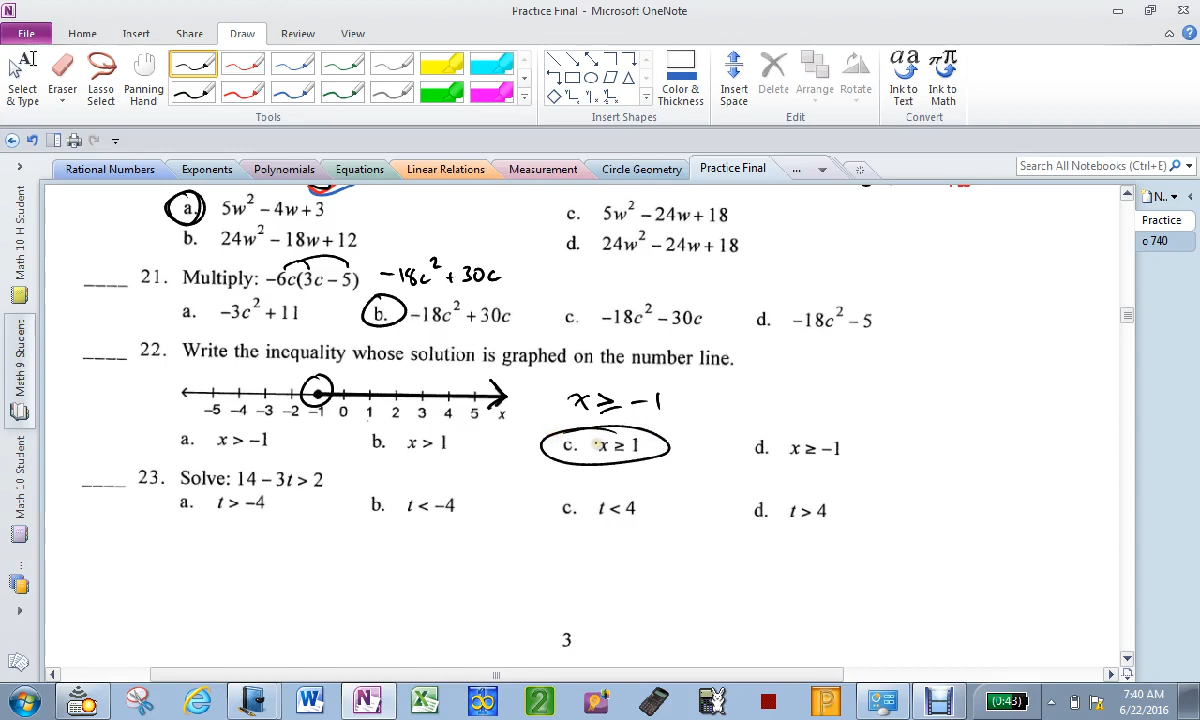 Practice Final - Microsoft OneNote
File Home Insert Share Draw Review View
Select & Type
Eraser
Lasso Select
Panning Hand
Color & Thickness
Insert Space
Delete
Arrange
Rotate
Ink to Text
Ink to Math
Tools
Insert Shapes
Edit
Convert
Rational Numbers Exponents Polynomials Equations Linear Relations Measurement Circle Geometry Practice Final ...
Search All Notebooks (Ctrl+E)
N..
Practice
c 740
Math 10 H Student
Math 9 Student
Math 10 Student
a. 5w² − 4w + 3
c. 5w² − 24w + 18
b. 24w² − 18w + 12
d. 24w² − 24w + 18
____ 21. Multiply: −6c(3c − 5) −18c² + 30c
a. −3c² + 11 b. −18c² + 30c c. −18c² − 30c d. −18c² − 5
____ 22. Write the inequality whose solution is graphed on the number line.
−5 −4 −3 −2 −1 0 1 2 3 4 5 x
x ≥ −1
a. x > −1 b. x > 1 c. x ≥ 1 d. x ≥ −1
____ 23. Solve: 14 − 3t > 2
a. t > −4 b. t < −4 c. t < 4 d. t > 4
3
(0:43)
7:40 AM
6/22/2016